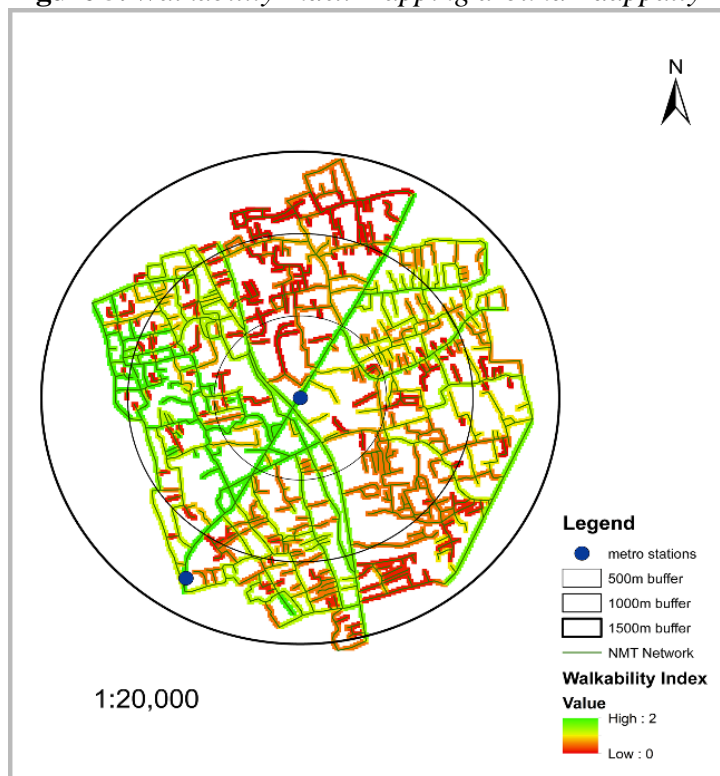 N
Legend
metro stations
500m buffer
1000m buffer
1500m buffer
NMT Network
Walkability Index
Value
High : 2
Low : 0
1:20,000